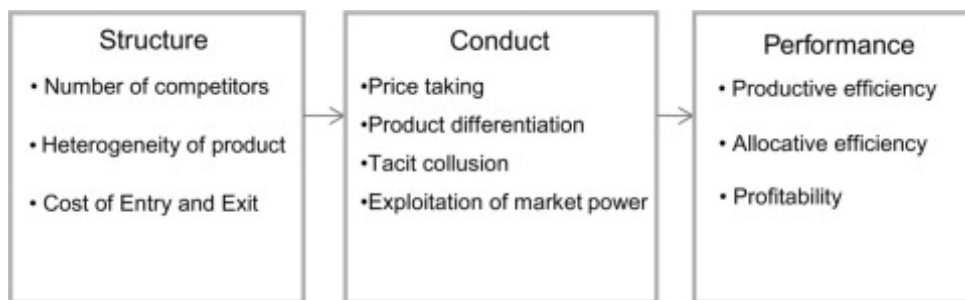 Structure
• Number of competitors
• Heterogeneity of product
• Cost of Entry and Exit
Conduct
•Price taking
•Product differentiation
•Tacit collusion
•Exploitation of market power
Performance
• Productive efficiency
• Allocative efficiency
• Profitability